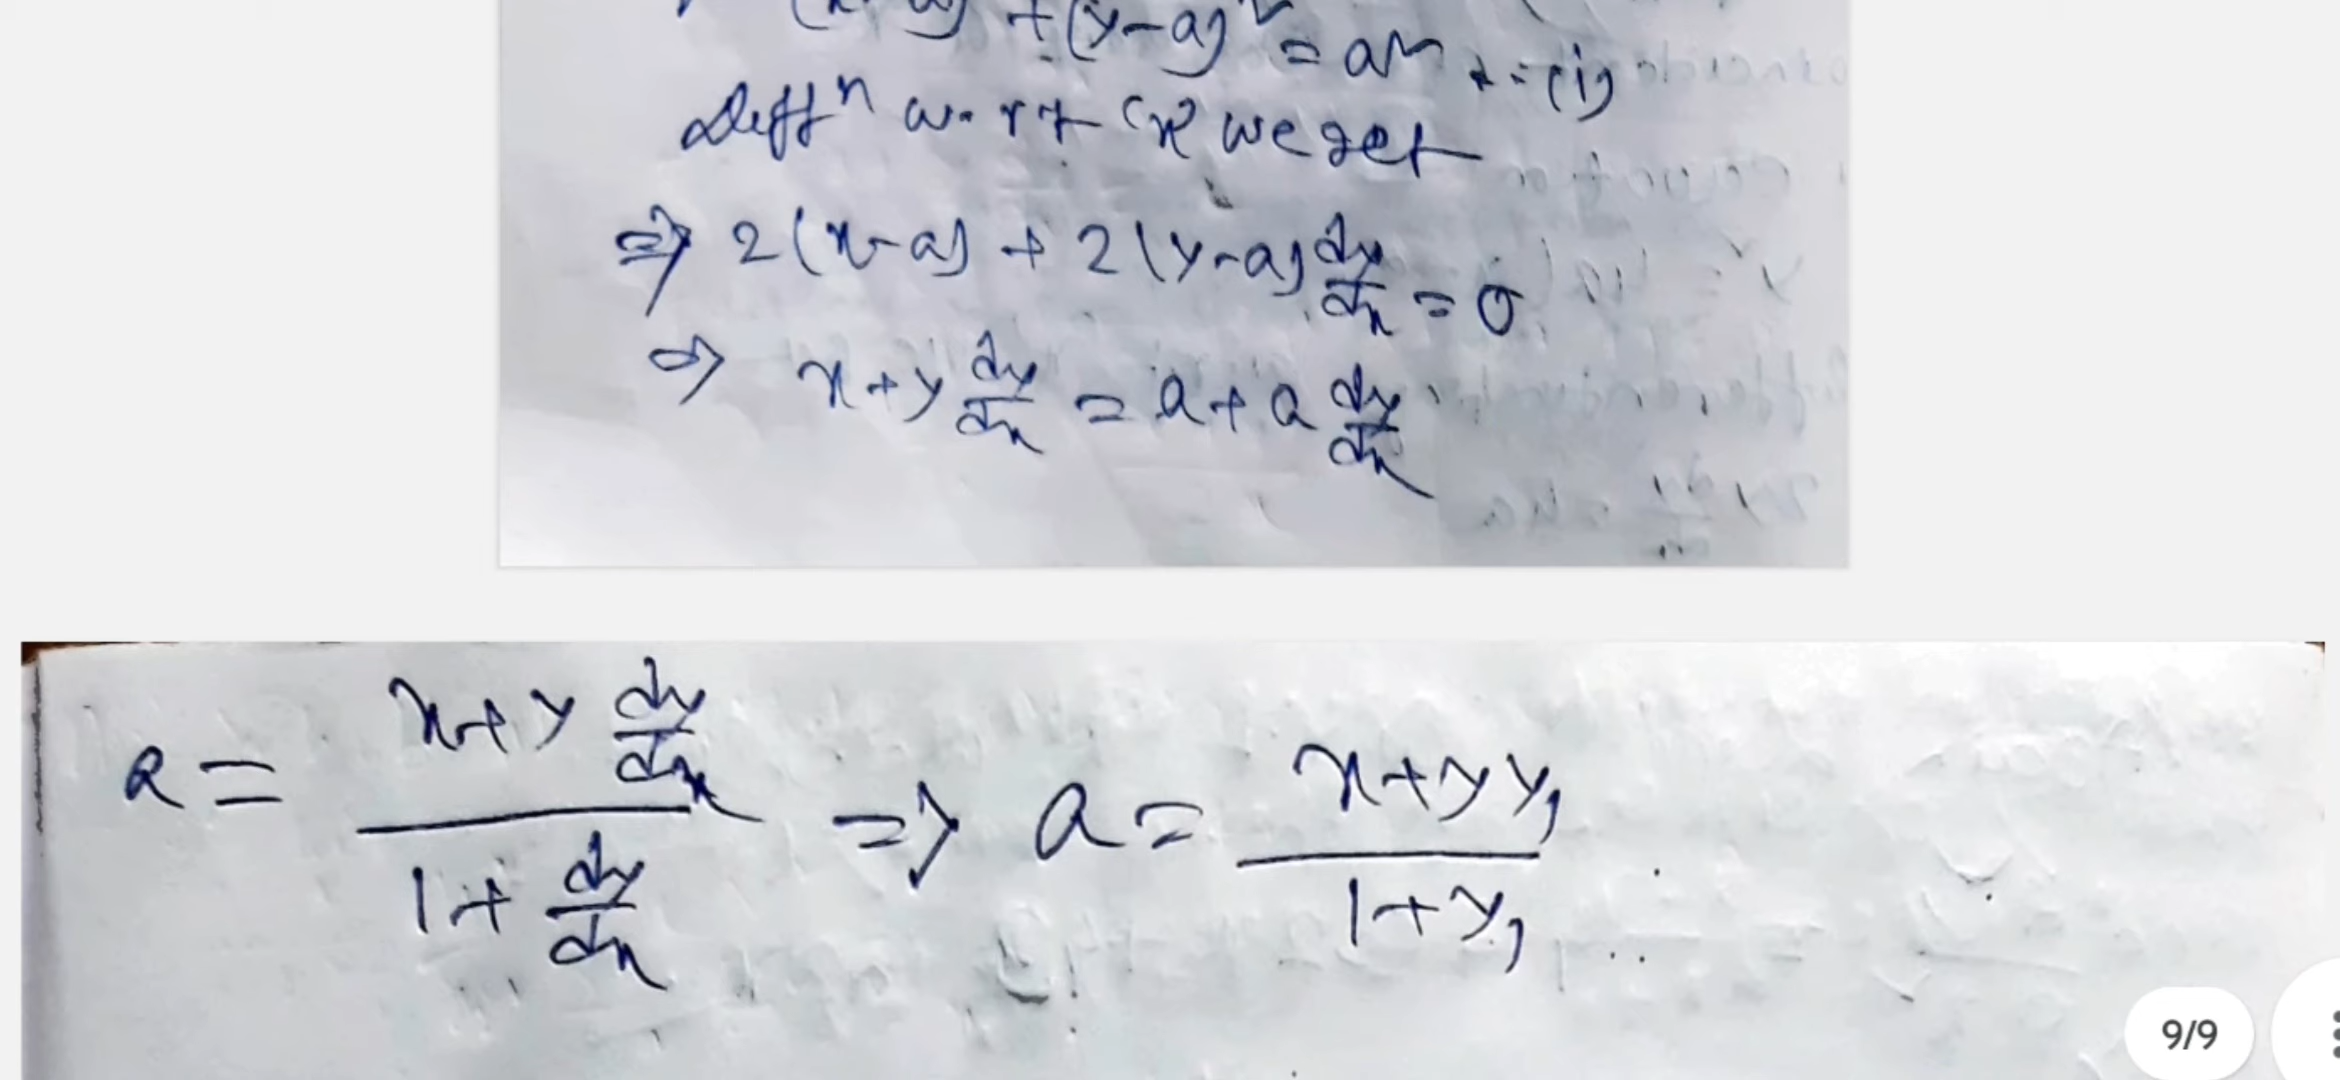 (x-a)² + (y-a)² = a² ... (i)
Diffⁿ w.r.t 'x' we get
⇒ 2(x-a) + 2(y-a) dy/dx = 0
⇒ x+y dy/dx = a+a dy/dx
a = (x+y dy/dx)/(1+ dy/dx) ⇒ a = (x+yy₁)/(1+y₁)
9/9